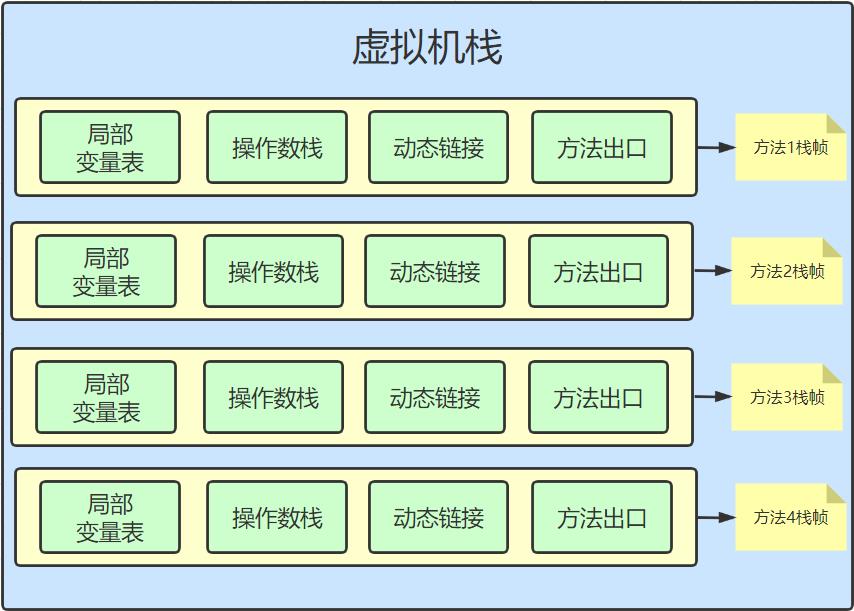 虚拟机栈
局部
变量表
操作数栈
动态链接
方法出口
方法1栈帧
局部
变量表
操作数栈
动态链接
方法出口
方法2栈帧
局部
变量表
操作数栈
动态链接
方法出口
方法3栈帧
局部
变量表
操作数栈
动态链接
方法出口
方法4栈帧